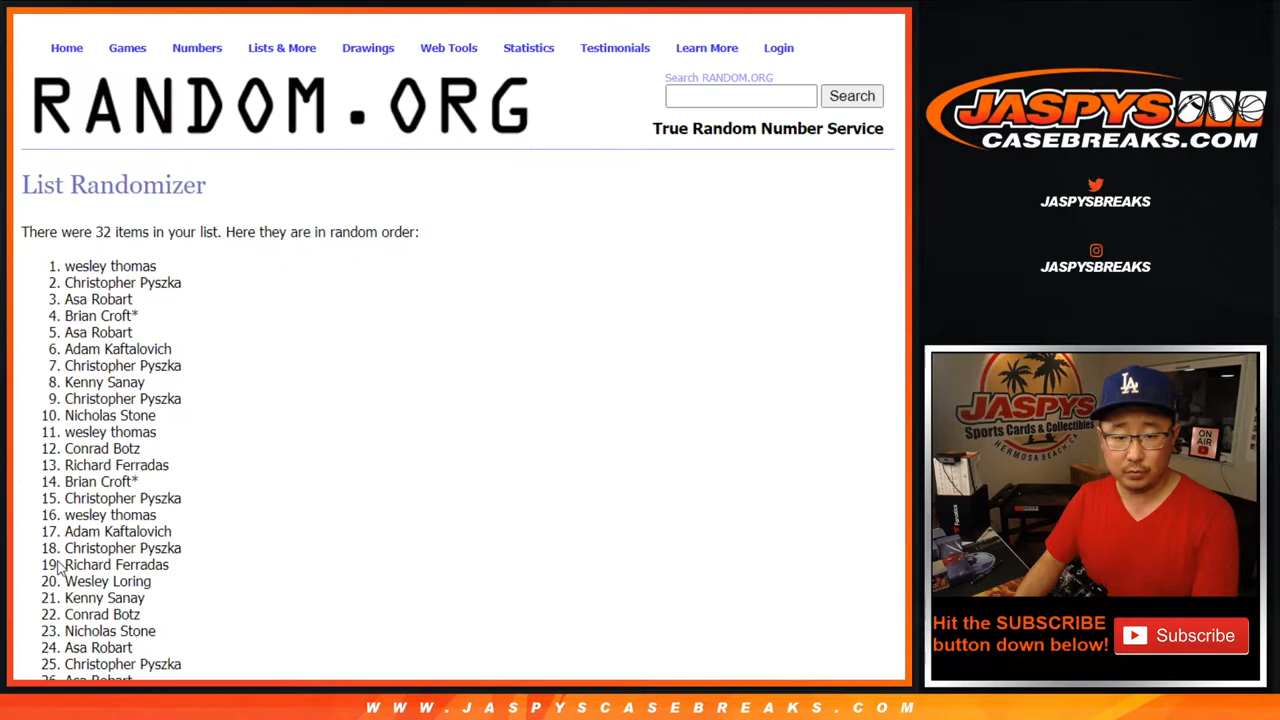 Home Games Numbers Lists & More Drawings Web Tools Statistics Testimonials Learn More Login
RANDOM.ORG
Search RANDOM.ORG
Search
True Random Number Service
List Randomizer
There were 32 items in your list. Here they are in random order:
1. wesley thomas
2. Christopher Pyszka
3. Asa Robart
4. Brian Croft*
5. Asa Robart
6. Adam Kaftalovich
7. Christopher Pyszka
8. Kenny Sanay
9. Christopher Pyszka
10. Nicholas Stone
11. wesley thomas
12. Conrad Botz
13. Richard Ferradas
14. Brian Croft*
15. Christopher Pyszka
16. wesley thomas
17. Adam Kaftalovich
18. Christopher Pyszka
19. Richard Ferradas
20. Wesley Loring
21. Kenny Sanay
22. Conrad Botz
23. Nicholas Stone
24. Asa Robart
25. Christopher Pyszka
26. Asa Robart
JASPYS
CASEBREAKS.COM
JASPYSBREAKS
JASPYSBREAKS
JASPYS
Sports Cards & Collectibles
HERMOSA BEACH, CA
LA
ON
AIR
Fanatics
Hit the SUBSCRIBE
button down below!
Subscribe
WWW.JASPYSCASEBREAKS.COM